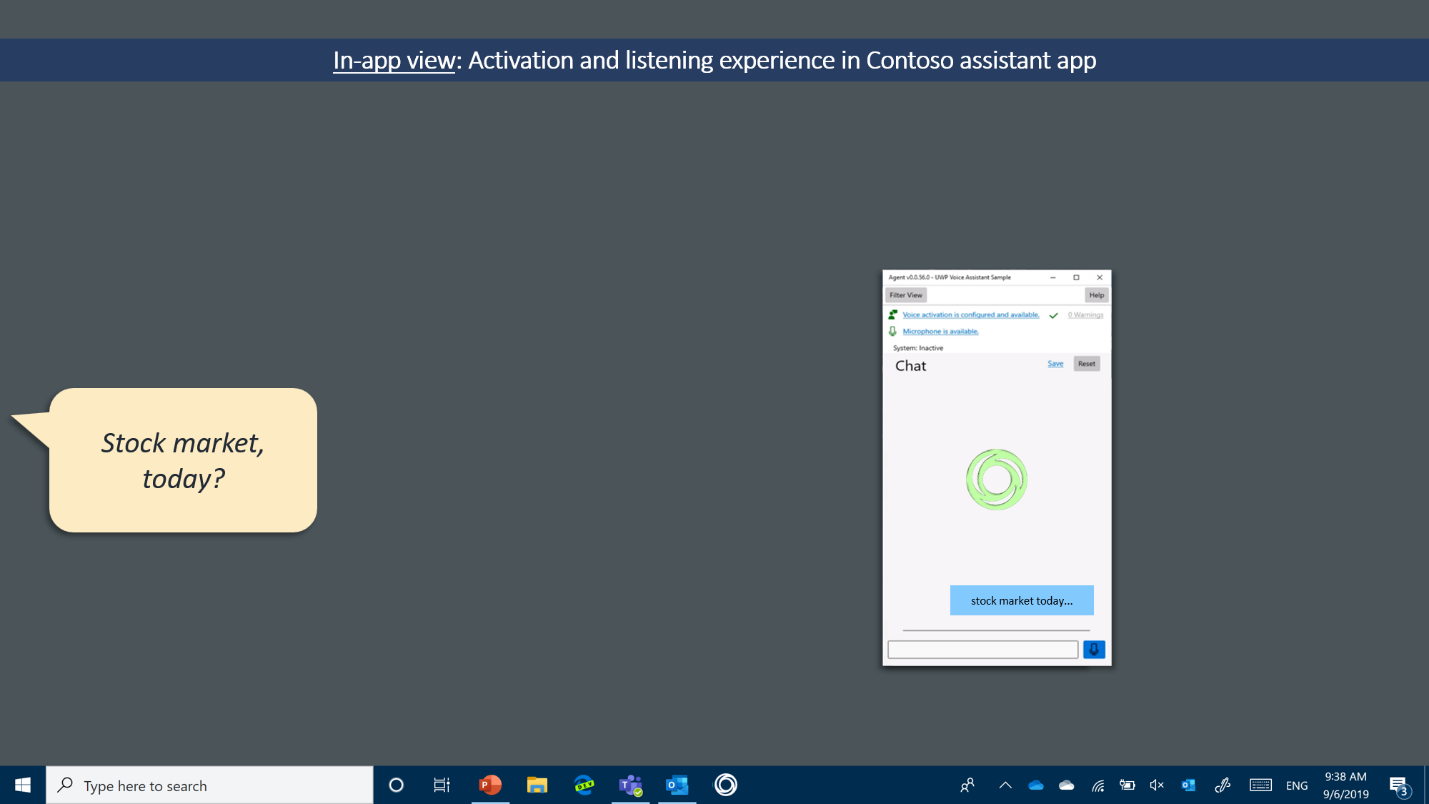 In-app view: Activation and listening experience in Contoso assistant app
Agent v0.0.56.0 - UWP Voice Assistant Sample
Filter View
Help
Voice activation is configured and available.
0 Warnings
Microphone is available.
System: Inactive
Chat
Save
Reset
Stock market,
today?
stock market today...
Type here to search
ENG
9:38 AM
9/6/2019
3